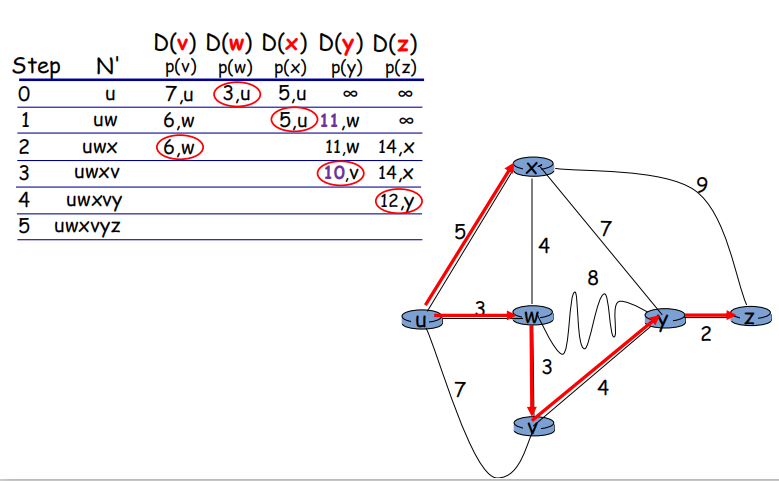 D(v) D(w) D(x) D(y) D(z)
Step N' p(v) p(w) p(x) p(y) p(z)
0 u 7,u 3,u 5,u ∞ ∞
1 uw 6,w 5,u 11,w ∞
2 uwx 6,w 11,w 14,x
3 uwxv 10,v 14,x
4 uwxvy 12,y
5 uwxvyz
x
9
5
7
4
8
3
u
w
y
z
2
3
7
4
v